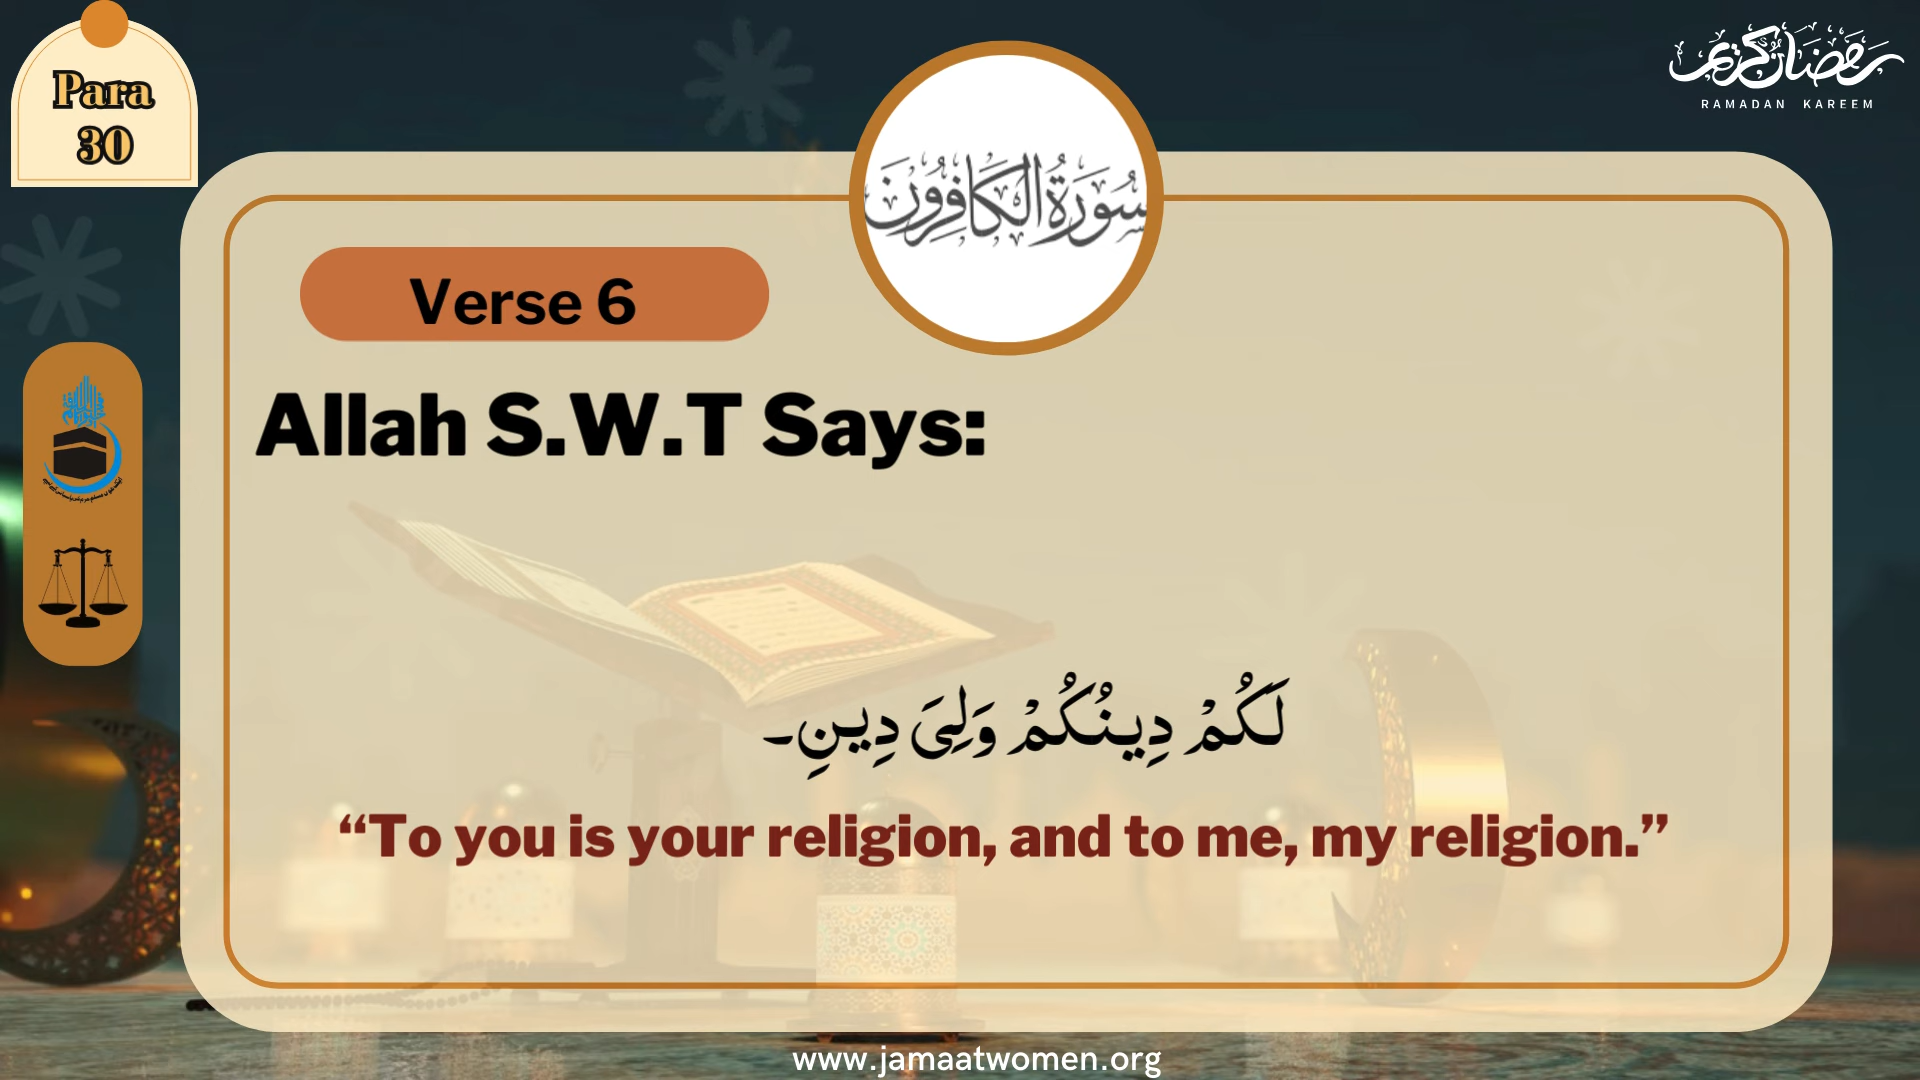 Para
30
رمضان كريم
RAMADAN KAREEM
سُورَةُ الكَافِرُونَ
Verse 6
Allah S.W.T Says:
لَكُمْ دِينُكُمْ وَلِىَ دِينِ۔
“To you is your religion, and to me, my religion.”
www.jamaatwomen.org